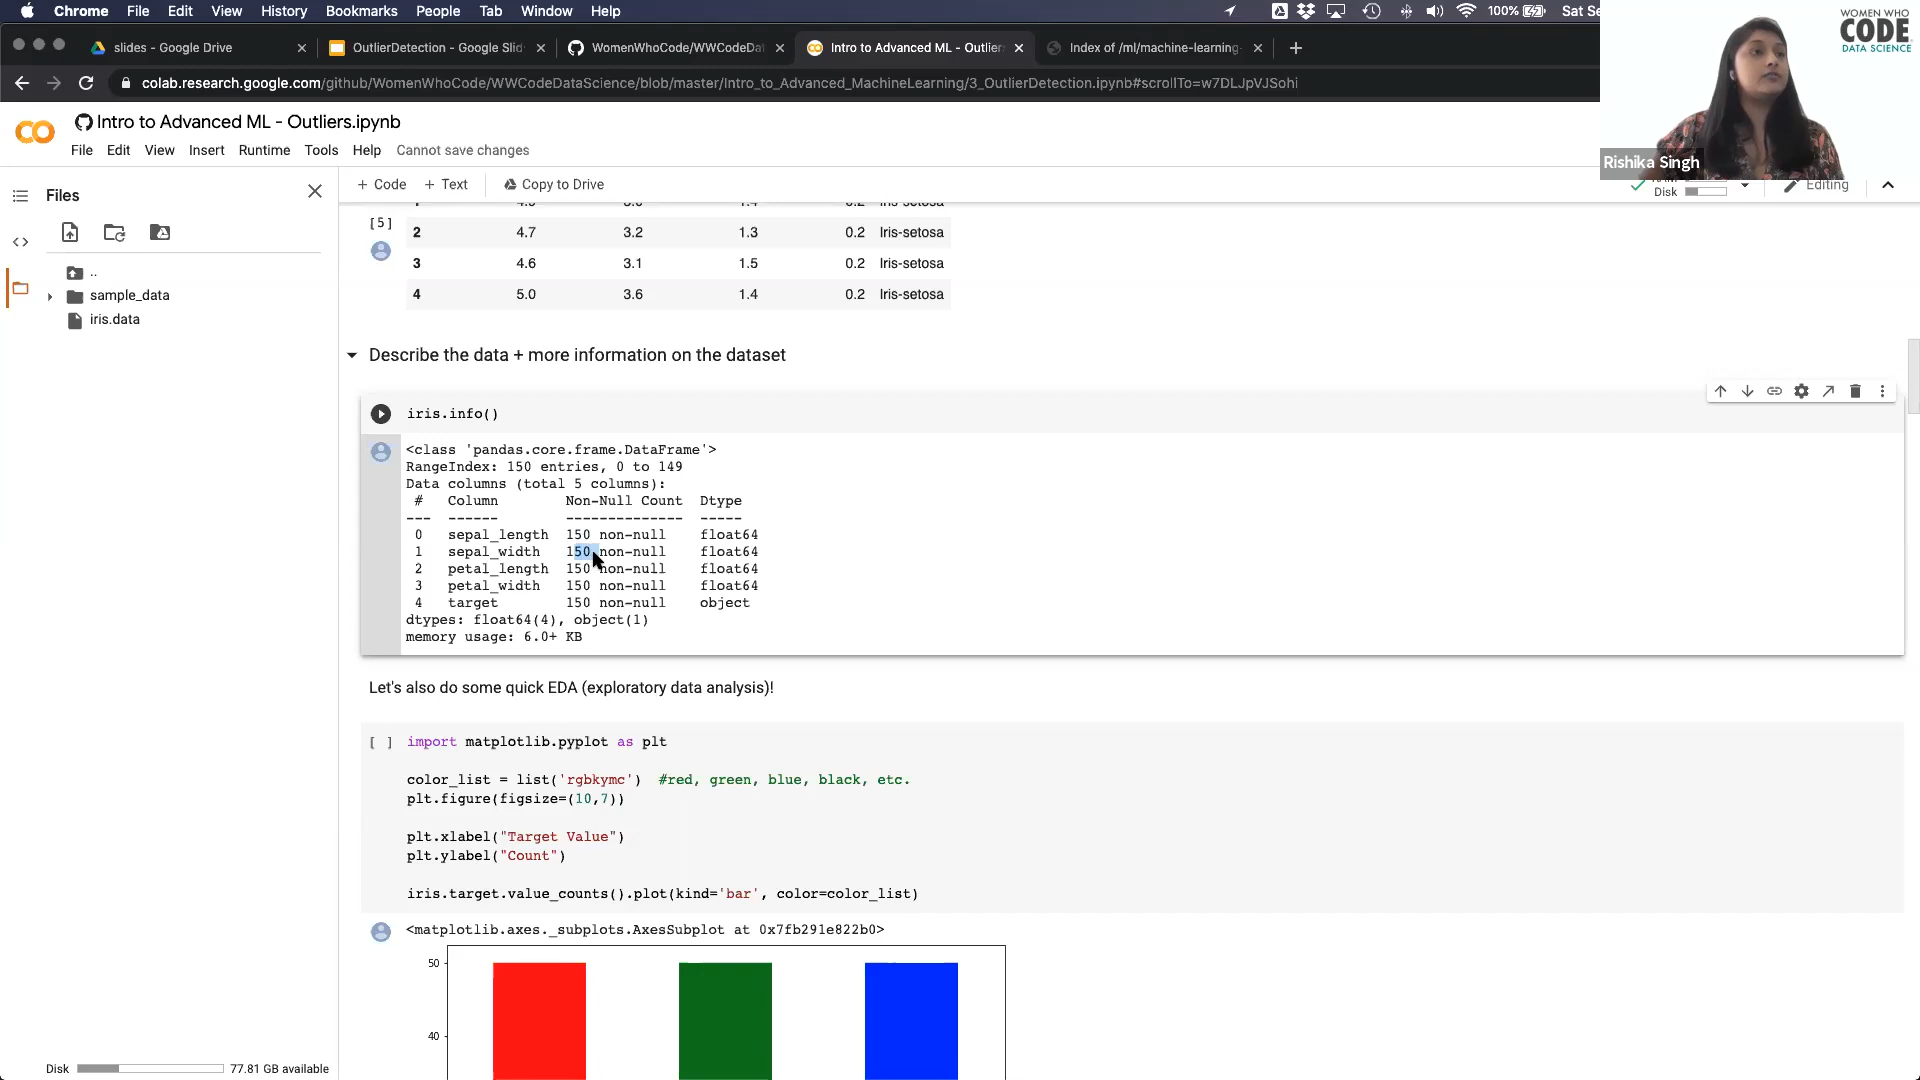 Chrome File Edit View History Bookmarks People Tab Window Help 100% Sat Se
slides - Google Drive OutlierDetection - Google Slid WomenWhoCode/WWCodeDat Intro to Advanced ML - Outlier Index of /ml/machine-learning-
colab.research.google.com/github/WomenWhoCode/WWCodeDataScience/blob/master/Intro_to_Advanced_MachineLearning/3_OutlierDetection.ipynb#scrollTo=w7DLJpVJSohi
WOMEN WHO
CODE
DATA SCIENCE
Rishika Singh
Intro to Advanced ML - Outliers.ipynb
File Edit View Insert Runtime Tools Help Cannot save changes
Files
+ Code + Text Copy to Drive
Disk Editing
..
sample_data
iris.data
[5]
2 4.7 3.2 1.3 0.2 Iris-setosa
3 4.6 3.1 1.5 0.2 Iris-setosa
4 5.0 3.6 1.4 0.2 Iris-setosa
Describe the data + more information on the dataset
iris.info()
<class 'pandas.core.frame.DataFrame'>
RangeIndex: 150 entries, 0 to 149
Data columns (total 5 columns):
# Column Non-Null Count Dtype
--- ------ -------------- -----
0 sepal_length 150 non-null float64
1 sepal_width 150 non-null float64
2 petal_length 150 non-null float64
3 petal_width 150 non-null float64
4 target 150 non-null object
dtypes: float64(4), object(1)
memory usage: 6.0+ KB
Let's also do some quick EDA (exploratory data analysis)!
[ ] import matplotlib.pyplot as plt
color_list = list('rgbkymc') #red, green, blue, black, etc.
plt.figure(figsize=(10,7))
plt.xlabel("Target Value")
plt.ylabel("Count")
iris.target.value_counts().plot(kind='bar', color=color_list)
<matplotlib.axes._subplots.AxesSubplot at 0x7fb291e822b0>
50
40
Disk 77.81 GB available